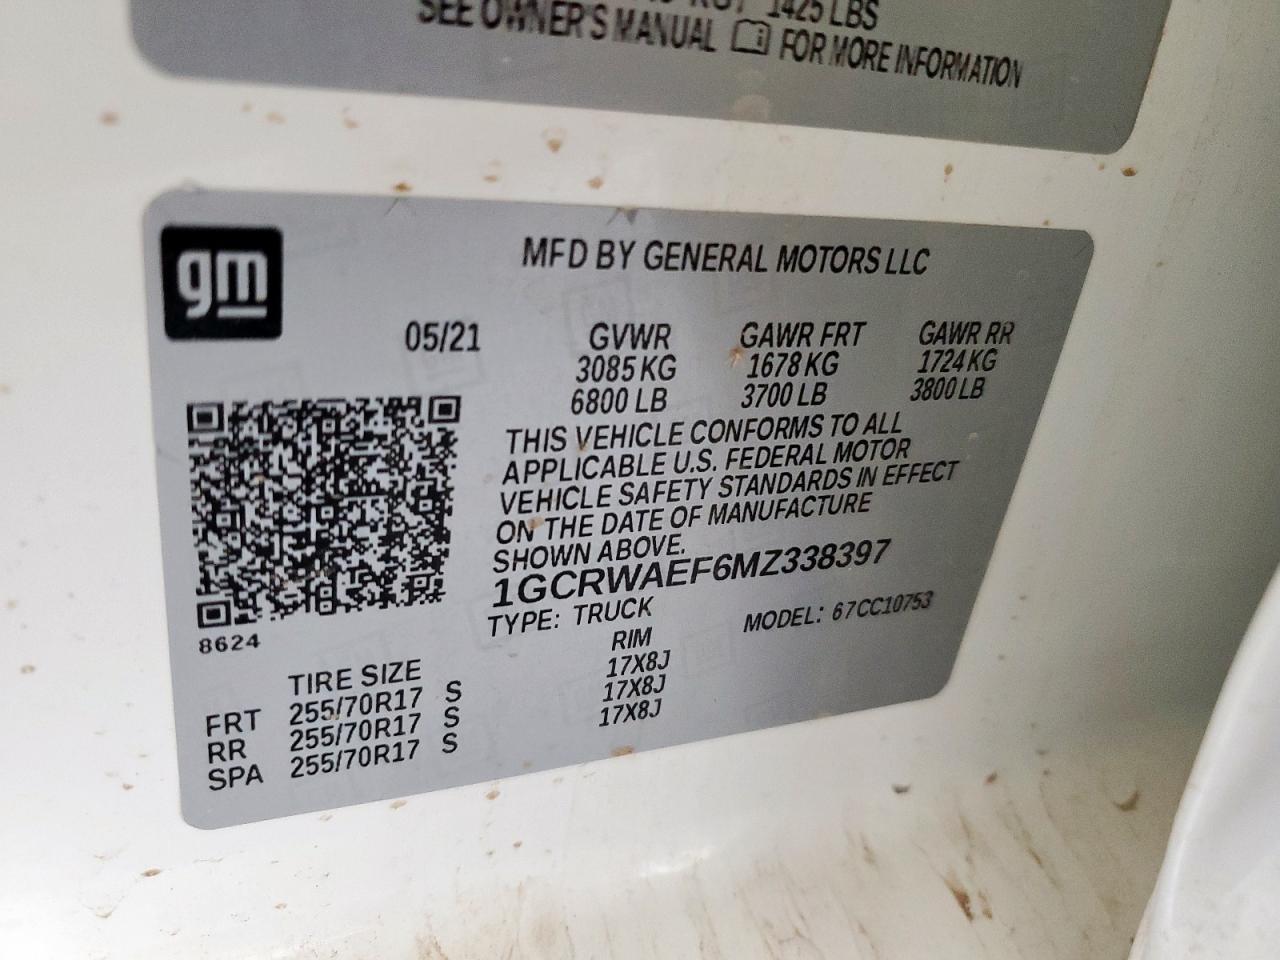 1425 LBS
SEE OWNER'S MANUAL i FOR MORE INFORMATION
gm
MFD BY GENERAL MOTORS LLC
05/21 GVWR GAWR FRT GAWR RR
3085 KG 1678 KG 1724 KG
6800 LB 3700 LB 3800 LB
THIS VEHICLE CONFORMS TO ALL
APPLICABLE U.S. FEDERAL MOTOR
VEHICLE SAFETY STANDARDS IN EFFECT
ON THE DATE OF MANUFACTURE
SHOWN ABOVE.
1GCRWAEF6MZ338397
TYPE: TRUCK MODEL: 67CC10753
8624
TIRE SIZE RIM
FRT 255/70R17 S 17X8J
RR 255/70R17 S 17X8J
SPA 255/70R17 S 17X8J